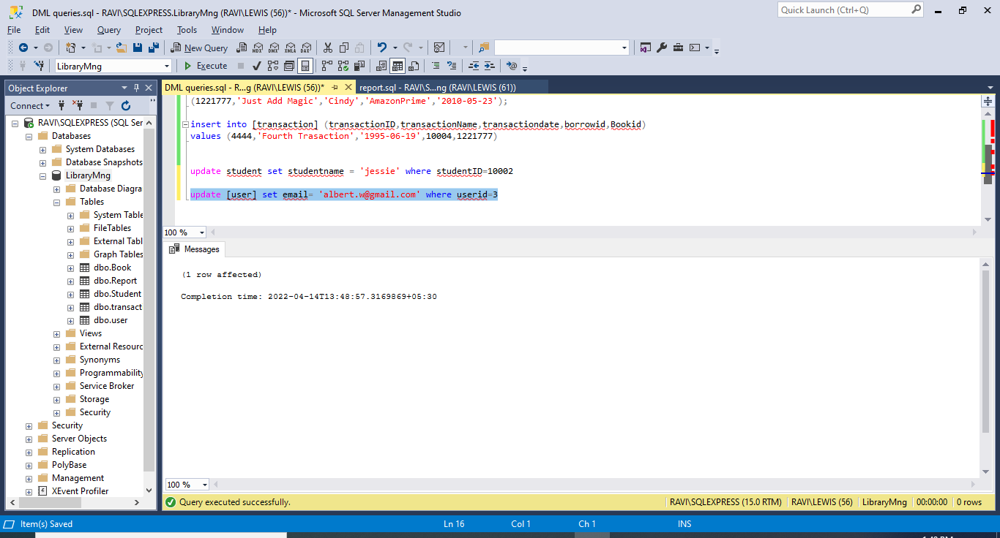 DML queries.sql - RAVI\SQLEXPRESS.LibraryMng (RAVI\LEWIS (56))* - Microsoft SQL Server Management Studio
Quick Launch (Ctrl+Q)
File Edit View Query Project Tools Window Help
New Query MDX DMX XMLA DAX
LibraryMng
Execute
Object Explorer
Connect
RAVI\SQLEXPRESS (SQL Ser
Databases
System Databases
Database Snapshots
LibraryMng
Database Diagra
Tables
System Table
FileTables
External Tabl
Graph Tables
dbo.Book
dbo.Report
dbo.Student
dbo.transact
dbo.user
Views
External Resourc
Synonyms
Programmability
Service Broker
Storage
Security
Security
Server Objects
Replication
PolyBase
Management
XEvent Profiler
DML queries.sql - R...g (RAVI\LEWIS (56))*
report.sql - RAVI\S...ng (RAVI\LEWIS (61))
(1221777,'Just Add Magic','Cindy','AmazonPrime','2010-05-23');
insert into [transaction] (transactionID,transactionName,transactiondate,borrowid,Bookid)
values (4444,'Fourth Trasaction','1995-06-19',10004,1221777)
update student set studentname = 'jessie' where studentID=10002
update [user] set email= 'albert.w@gmail.com' where userid=3
100 %
Messages
(1 row affected)
Completion time: 2022-04-14T13:48:57.3169869+05:30
100 %
Query executed successfully.
RAVI\SQLEXPRESS (15.0 RTM) RAVI\LEWIS (56) LibraryMng 00:00:00 0 rows
Item(s) Saved Ln 16 Col 1 Ch 1 INS